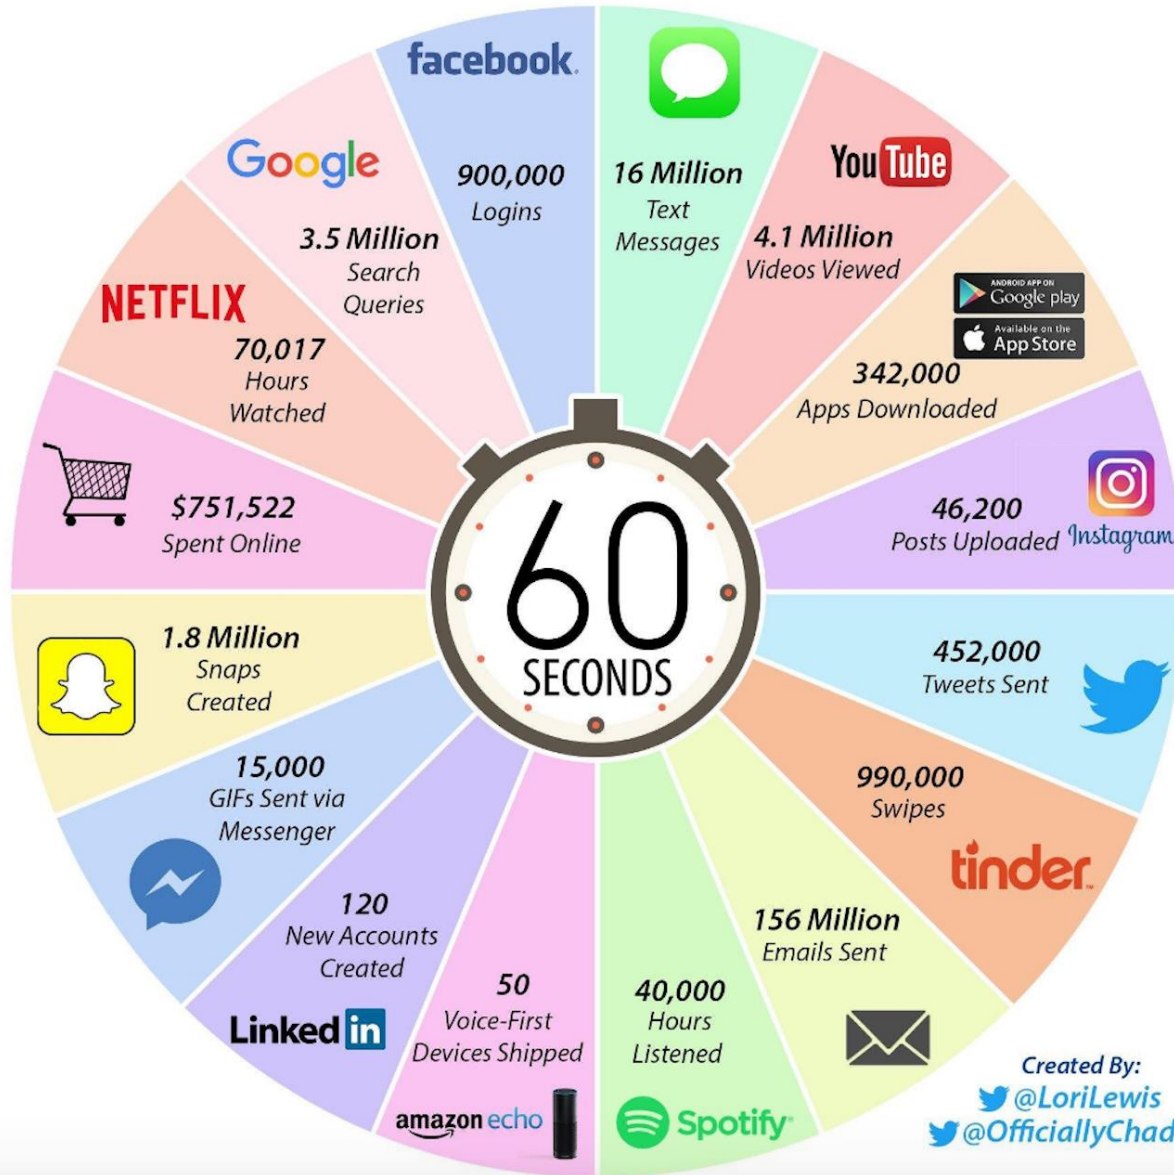 facebook
900,000
Logins
16 Million
Text
Messages
You Tube
4.1 Million
Videos Viewed
ANDROID APP ON
Google play
Available on the
App Store
342,000
Apps Downloaded
Instagram
46,200
Posts Uploaded
452,000
Tweets Sent
990,000
Swipes
tinder
156 Million
Emails Sent
40,000
Hours
Listened
Spotify
50
Voice-First
Devices Shipped
amazon echo
120
New Accounts
Created
Linked in
15,000
GIFs Sent via
Messenger
1.8 Million
Snaps
Created
$751,522
Spent Online
NETFLIX
70,017
Hours
Watched
Google
3.5 Million
Search
Queries
60
SECONDS
Created By:
@LoriLewis
@OfficiallyChad